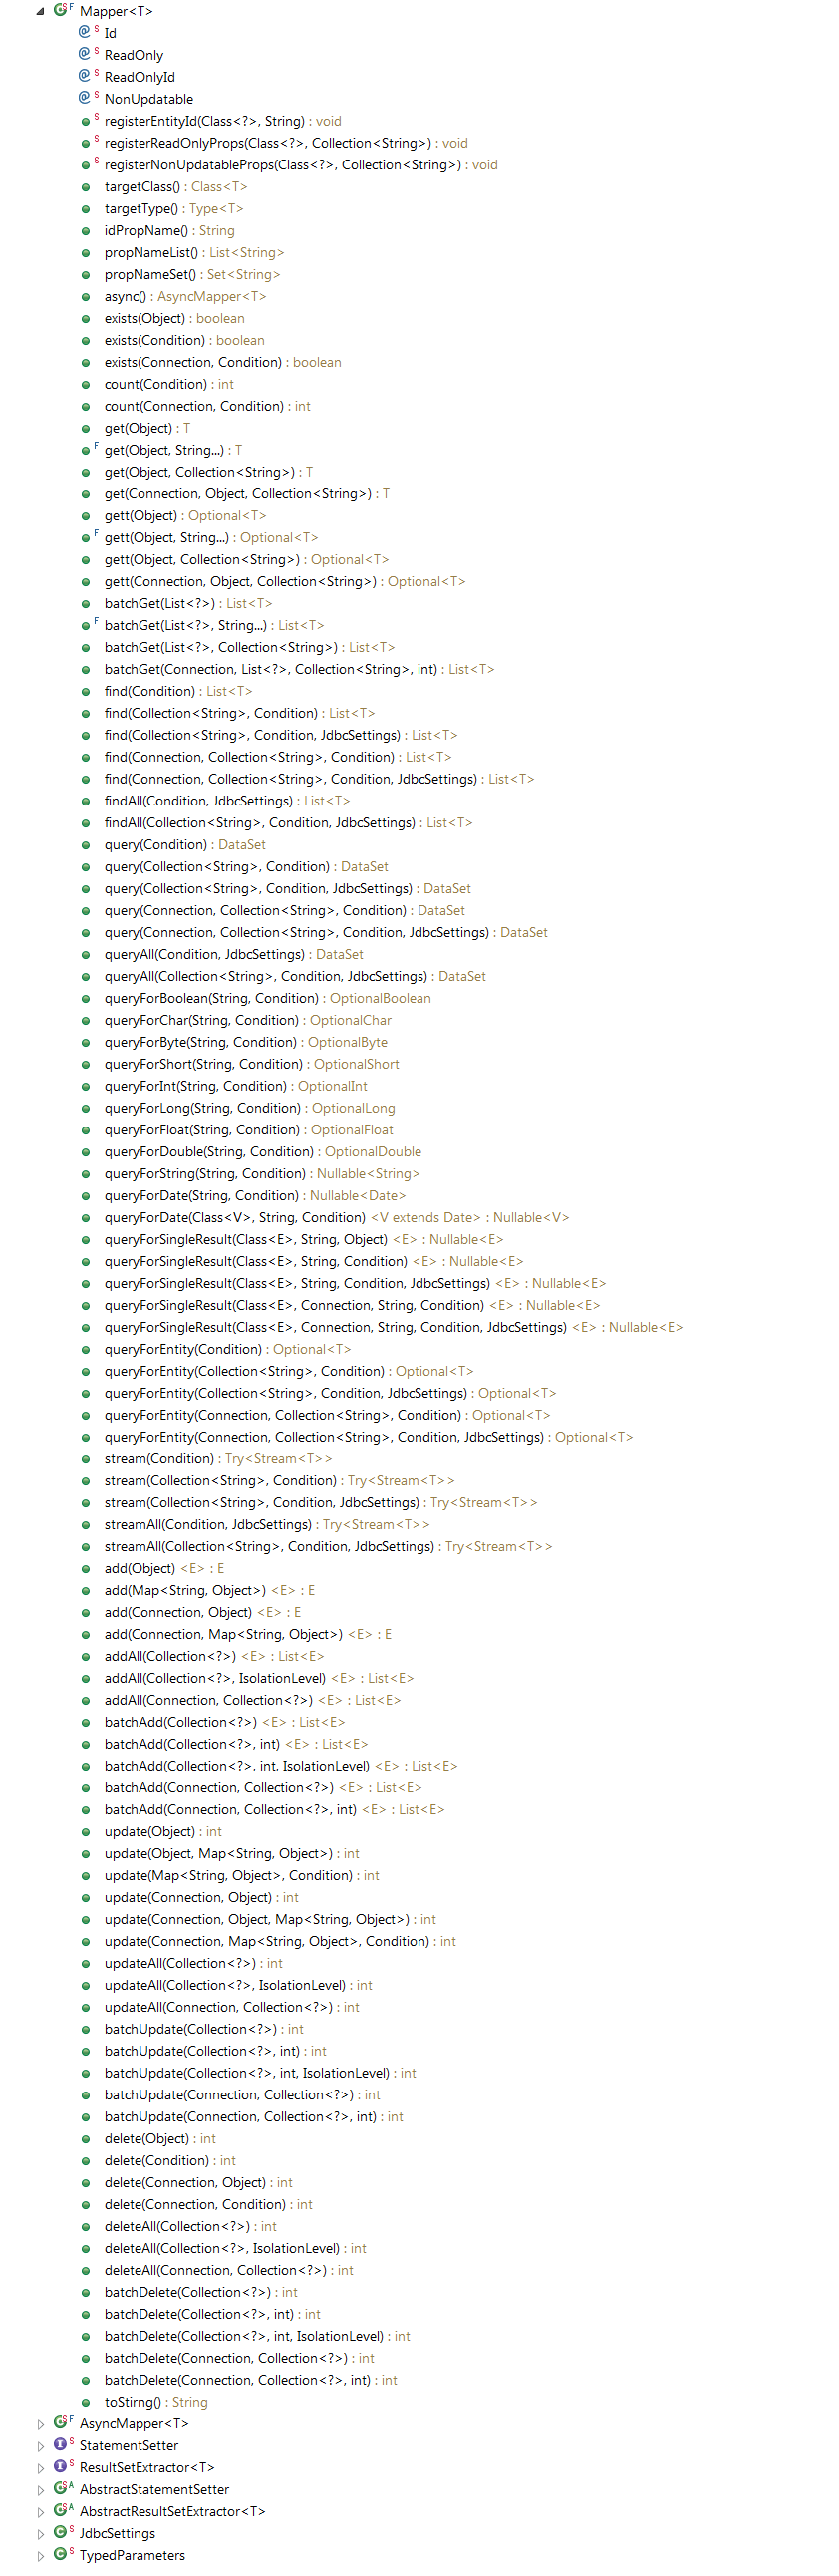 Mapper<T>
Id
ReadOnly
ReadOnlyId
NonUpdatable
registerEntityId(Class<?>, String) : void
registerReadOnlyProps(Class<?>, Collection<String>) : void
registerNonUpdatableProps(Class<?>, Collection<String>) : void
targetClass() : Class<T>
targetType() : Type<T>
idPropName() : String
propNameList() : List<String>
propNameSet() : Set<String>
async() : AsyncMapper<T>
exists(Object) : boolean
exists(Condition) : boolean
exists(Connection, Condition) : boolean
count(Condition) : int
count(Connection, Condition) : int
get(Object) : T
get(Object, String...) : T
get(Object, Collection<String>) : T
get(Connection, Object, Collection<String>) : T
gett(Object) : Optional<T>
gett(Object, String...) : Optional<T>
gett(Object, Collection<String>) : Optional<T>
gett(Connection, Object, Collection<String>) : Optional<T>
batchGet(List<?>) : List<T>
batchGet(List<?>, String...) : List<T>
batchGet(List<?>, Collection<String>) : List<T>
batchGet(Connection, List<?>, Collection<String>, int) : List<T>
find(Condition) : List<T>
find(Collection<String>, Condition) : List<T>
find(Collection<String>, Condition, JdbcSettings) : List<T>
find(Connection, Collection<String>, Condition) : List<T>
find(Connection, Collection<String>, Condition, JdbcSettings) : List<T>
findAll(Condition, JdbcSettings) : List<T>
findAll(Collection<String>, Condition, JdbcSettings) : List<T>
query(Condition) : DataSet
query(Collection<String>, Condition) : DataSet
query(Collection<String>, Condition, JdbcSettings) : DataSet
query(Connection, Collection<String>, Condition) : DataSet
query(Connection, Collection<String>, Condition, JdbcSettings) : DataSet
queryAll(Condition, JdbcSettings) : DataSet
queryAll(Collection<String>, Condition, JdbcSettings) : DataSet
queryForBoolean(String, Condition) : OptionalBoolean
queryForChar(String, Condition) : OptionalChar
queryForByte(String, Condition) : OptionalByte
queryForShort(String, Condition) : OptionalShort
queryForInt(String, Condition) : OptionalInt
queryForLong(String, Condition) : OptionalLong
queryForFloat(String, Condition) : OptionalFloat
queryForDouble(String, Condition) : OptionalDouble
queryForString(String, Condition) : Nullable<String>
queryForDate(String, Condition) : Nullable<Date>
queryForDate(Class<V>, String, Condition) <V extends Date> : Nullable<V>
queryForSingleResult(Class<E>, String, Object) <E> : Nullable<E>
queryForSingleResult(Class<E>, String, Condition) <E> : Nullable<E>
queryForSingleResult(Class<E>, String, Condition, JdbcSettings) <E> : Nullable<E>
queryForSingleResult(Class<E>, Connection, String, Condition) <E> : Nullable<E>
queryForSingleResult(Class<E>, Connection, String, Condition, JdbcSettings) <E> : Nullable<E>
queryForEntity(Condition) : Optional<T>
queryForEntity(Collection<String>, Condition) : Optional<T>
queryForEntity(Collection<String>, Condition, JdbcSettings) : Optional<T>
queryForEntity(Connection, Collection<String>, Condition) : Optional<T>
queryForEntity(Connection, Collection<String>, Condition, JdbcSettings) : Optional<T>
stream(Condition) : Try<Stream<T>>
stream(Collection<String>, Condition) : Try<Stream<T>>
stream(Collection<String>, Condition, JdbcSettings) : Try<Stream<T>>
streamAll(Condition, JdbcSettings) : Try<Stream<T>>
streamAll(Collection<String>, Condition, JdbcSettings) : Try<Stream<T>>
add(Object) <E> : E
add(Map<String, Object>) <E> : E
add(Connection, Object) <E> : E
add(Connection, Map<String, Object>) <E> : E
addAll(Collection<?>) <E> : List<E>
addAll(Collection<?>, IsolationLevel) <E> : List<E>
addAll(Connection, Collection<?>) <E> : List<E>
batchAdd(Collection<?>) <E> : List<E>
batchAdd(Collection<?>, int) <E> : List<E>
batchAdd(Collection<?>, int, IsolationLevel) <E> : List<E>
batchAdd(Connection, Collection<?>) <E> : List<E>
batchAdd(Connection, Collection<?>, int) <E> : List<E>
update(Object) : int
update(Object, Map<String, Object>) : int
update(Map<String, Object>, Condition) : int
update(Connection, Object) : int
update(Connection, Object, Map<String, Object>) : int
update(Connection, Map<String, Object>, Condition) : int
updateAll(Collection<?>) : int
updateAll(Collection<?>, IsolationLevel) : int
updateAll(Connection, Collection<?>) : int
batchUpdate(Collection<?>) : int
batchUpdate(Collection<?>, int) : int
batchUpdate(Collection<?>, int, IsolationLevel) : int
batchUpdate(Connection, Collection<?>) : int
batchUpdate(Connection, Collection<?>, int) : int
delete(Object) : int
delete(Condition) : int
delete(Connection, Object) : int
delete(Connection, Condition) : int
deleteAll(Collection<?>) : int
deleteAll(Collection<?>, IsolationLevel) : int
deleteAll(Connection, Collection<?>) : int
batchDelete(Collection<?>) : int
batchDelete(Collection<?>, int) : int
batchDelete(Collection<?>, int, IsolationLevel) : int
batchDelete(Connection, Collection<?>) : int
batchDelete(Connection, Collection<?>, int) : int
toStirng() : String
AsyncMapper<T>
StatementSetter
ResultSetExtractor<T>
AbstractStatementSetter
AbstractResultSetExtractor<T>
JdbcSettings
TypedParameters